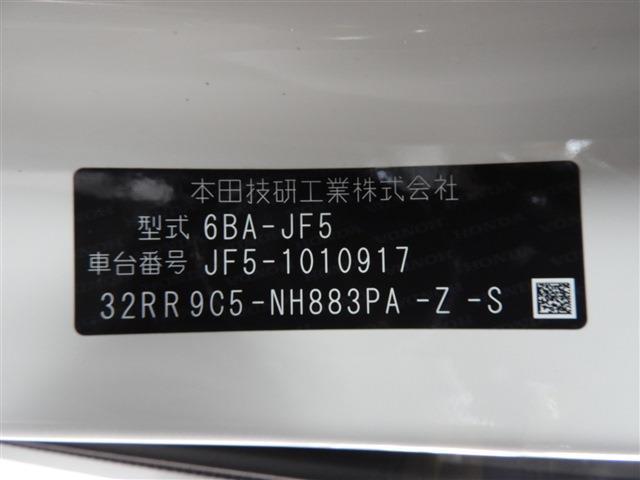 本田技研工業株式会社
型式 6BA-JF5
車台番号 JF5-1010917
32RR9C5-NH883PA-Z-S